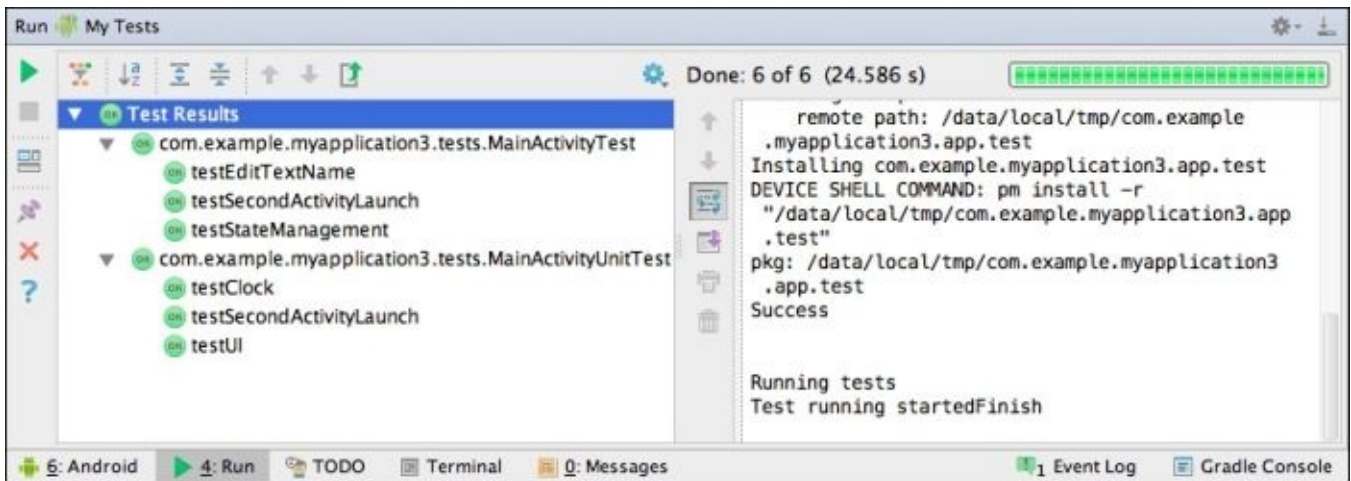 Run My Tests
Done: 6 of 6 (24.586 s)
Test Results
com.example.myapplication3.tests.MainActivityTest
testEditTextName
testSecondActivityLaunch
testStateManagement
com.example.myapplication3.tests.MainActivityUnitTest
testClock
testSecondActivityLaunch
testUI
remote path: /data/local/tmp/com.example
.myapplication3.app.test
Installing com.example.myapplication3.app.test
DEVICE SHELL COMMAND: pm install -r
"/data/local/tmp/com.example.myapplication3.app
.test"
pkg: /data/local/tmp/com.example.myapplication3
.app.test
Success
Running tests
Test running startedFinish
6: Android 4: Run TODO Terminal 0: Messages 1 Event Log Gradle Console